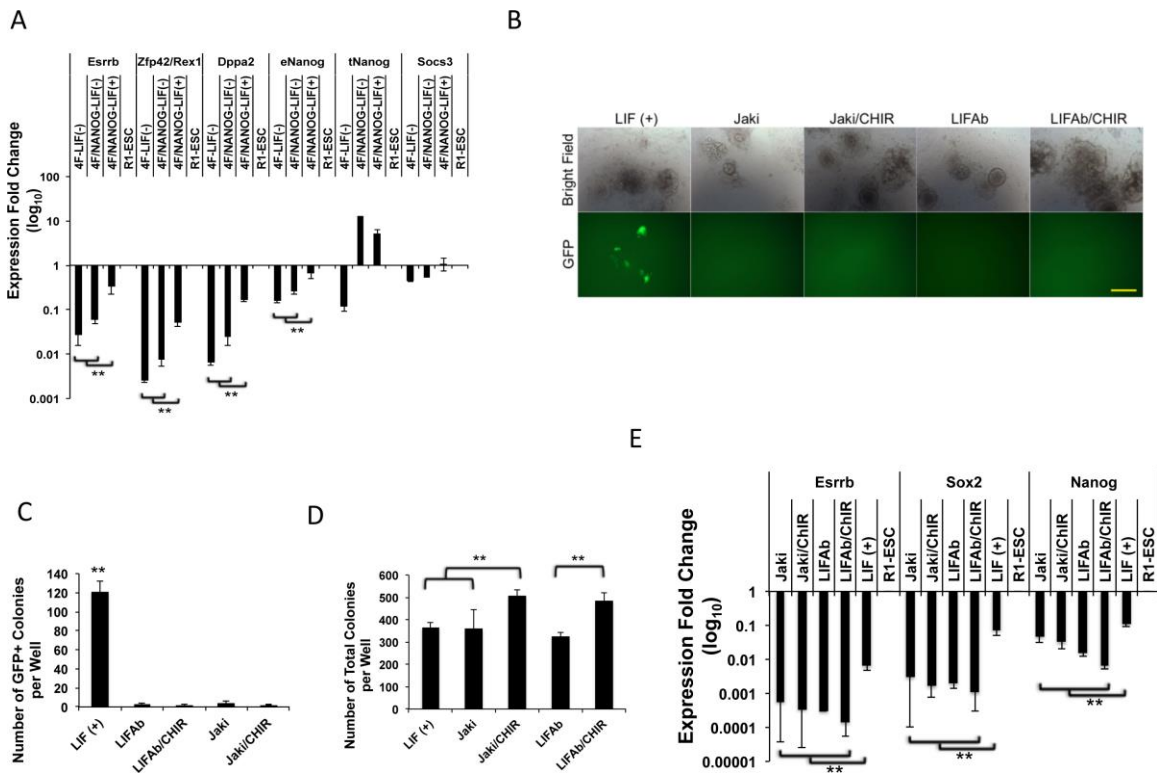 A
Esrrb Zfp42/Rex1 Dppa2 eNanog tNanog Socs3
4F-LIF(-) 4F/NANOG-LIF(-) 4F/NANOG-LIF(+) R1-ESC 4F-LIF(-) 4F/NANOG-LIF(-) 4F/NANOG-LIF(+) R1-ESC 4F-LIF(-) 4F/NANOG-LIF(-) 4F/NANOG-LIF(+) R1-ESC 4F-LIF(-) 4F/NANOG-LIF(-) 4F/NANOG-LIF(+) R1-ESC 4F-LIF(-) 4F/NANOG-LIF(-) 4F/NANOG-LIF(+) R1-ESC 4F-LIF(-) 4F/NANOG-LIF(-) 4F/NANOG-LIF(+) R1-ESC
Expression Fold Change
(log10)
100
10
1
0.1
0.01
0.001
** ** ** **
B
LIF (+) Jaki Jaki/CHIR LIFAb LIFAb/CHIR
Bright Field
GFP
C
Number of GFP+ Colonies
per Well
140
120
100
80
60
40
20
0
**
LIF (+) LIFAb LIFAb/CHIR Jaki Jaki/CHIR
D
Number of Total Colonies
per Well
600
500
400
300
200
100
0
** **
LIF (+) Jaki Jaki/CHIR LIFAb LIFAb/CHIR
E
Esrrb Sox2 Nanog
Jaki Jaki/ChIR LIFAb LIFAb/ChIR LIF (+) R1-ESC Jaki Jaki/ChIR LIFAb LIFAb/ChIR LIF (+) R1-ESC Jaki Jaki/ChIR LIFAb LIFAb/ChIR LIF (+) R1-ESC
Expression Fold Change
(log10)
1
0.1
0.01
0.001
0.0001
0.00001
** ** **